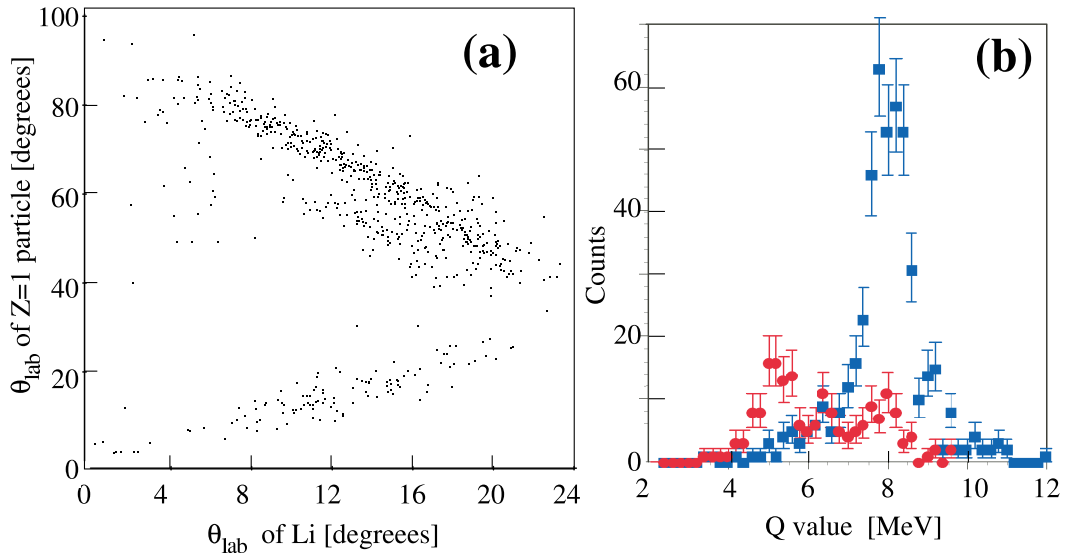 (a)
θlab of Z=1 particle [degreees]
100
80
60
40
20
0
0 4 8 12 16 20 24
θlab of Li [degreees]
(b)
Counts
60
40
20
0
2 4 6 8 10 12
Q value [MeV]